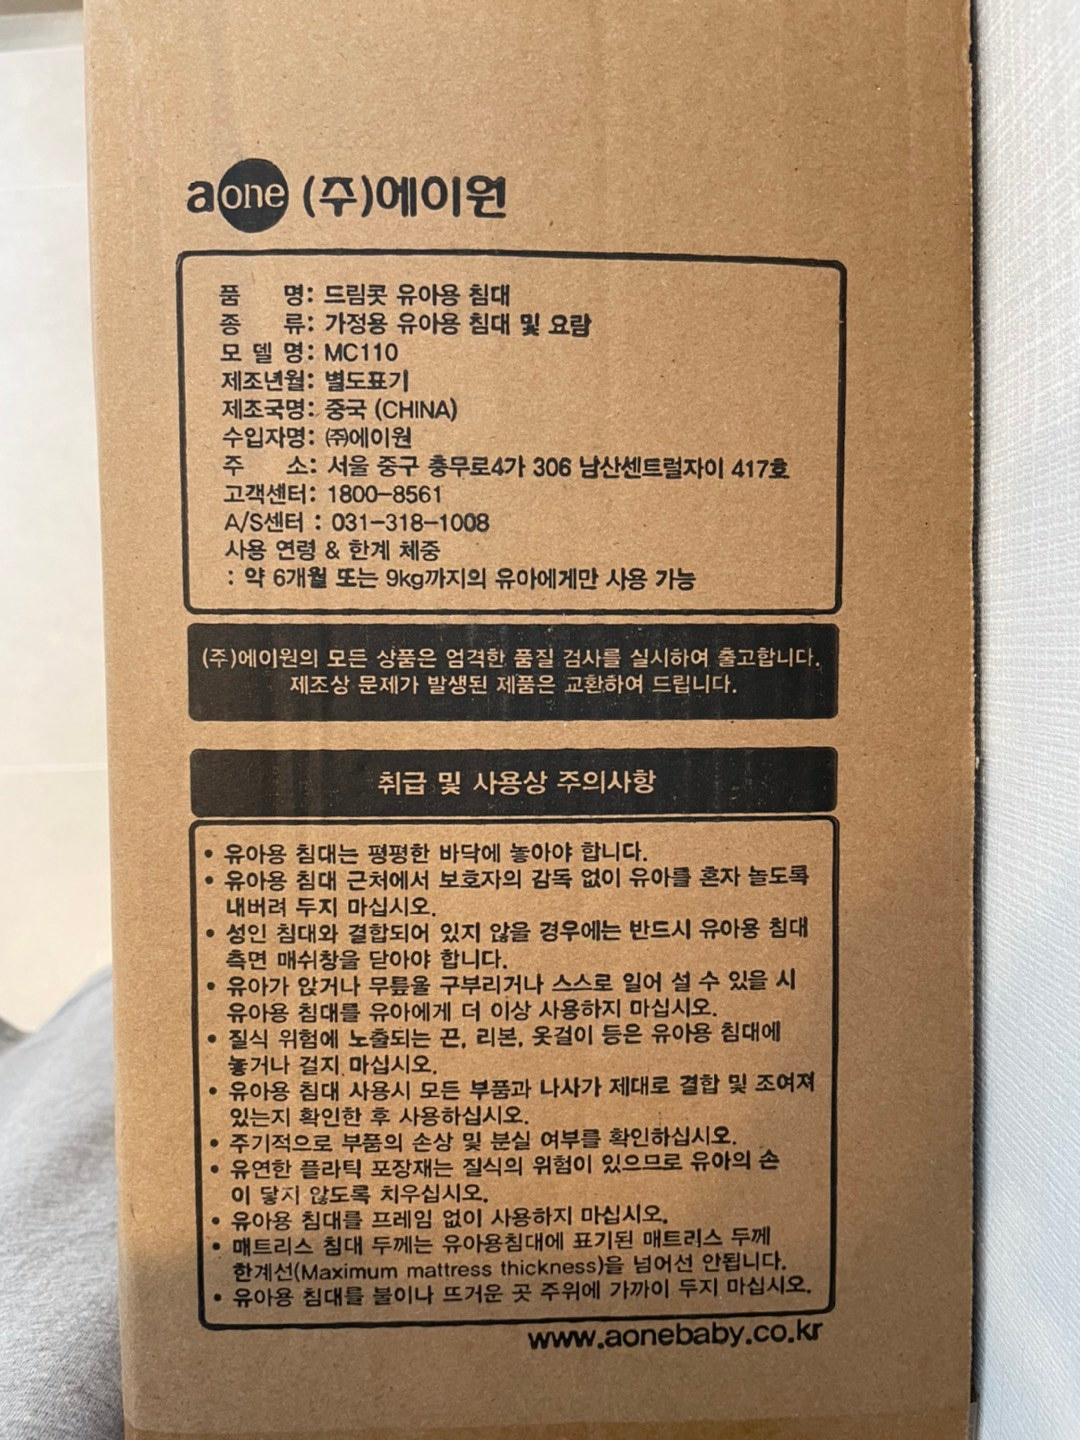 aone (주)에이원
품 명: 드림콧 유아용 침대
종 류: 가정용 유아용 침대 및 요람
모 델 명: MC110
제조년월: 별도표기
제조국명: 중국 (CHINA)
수입자명: ㈜에이원
주 소: 서울 중구 충무로4가 306 남산센트럴자이 417호
고객센터: 1800-8561
A/S센터 : 031-318-1008
사용 연령 & 한계 체중
: 약 6개월 또는 9kg까지의 유아에게만 사용 가능
(주)에이원의 모든 상품은 엄격한 품질 검사를 실시하여 출고합니다.
제조상 문제가 발생된 제품은 교환하여 드립니다.
취급 및 사용상 주의사항
• 유아용 침대는 평평한 바닥에 놓아야 합니다.
• 유아용 침대 근처에서 보호자의 감독 없이 유아를 혼자 놀도록
내버려 두지 마십시오.
• 성인 침대와 결합되어 있지 않을 경우에는 반드시 유아용 침대
측면 매쉬창을 닫아야 합니다.
• 유아가 앉거나 무릎을 구부리거나 스스로 일어 설 수 있을 시
유아용 침대를 유아에게 더 이상 사용하지 마십시오.
• 질식 위험에 노출되는 끈, 리본, 옷걸이 등은 유아용 침대에
놓거나 걸지 마십시오.
• 유아용 침대 사용시 모든 부품과 나사가 제대로 결합 및 조여져
있는지 확인한 후 사용하십시오.
• 주기적으로 부품의 손상 및 분실 여부를 확인하십시오.
• 유연한 플라틱 포장재는 질식의 위험이 있으므로 유아의 손
이 닿지 않도록 치우십시오.
• 유아용 침대를 프레임 없이 사용하지 마십시오.
• 매트리스 침대 두께는 유아용침대에 표기된 매트리스 두께
한계선(Maximum mattress thickness)을 넘어선 안됩니다.
• 유아용 침대를 불이나 뜨거운 곳 주위에 가까이 두지 마십시오.
www.aonebaby.co.kr